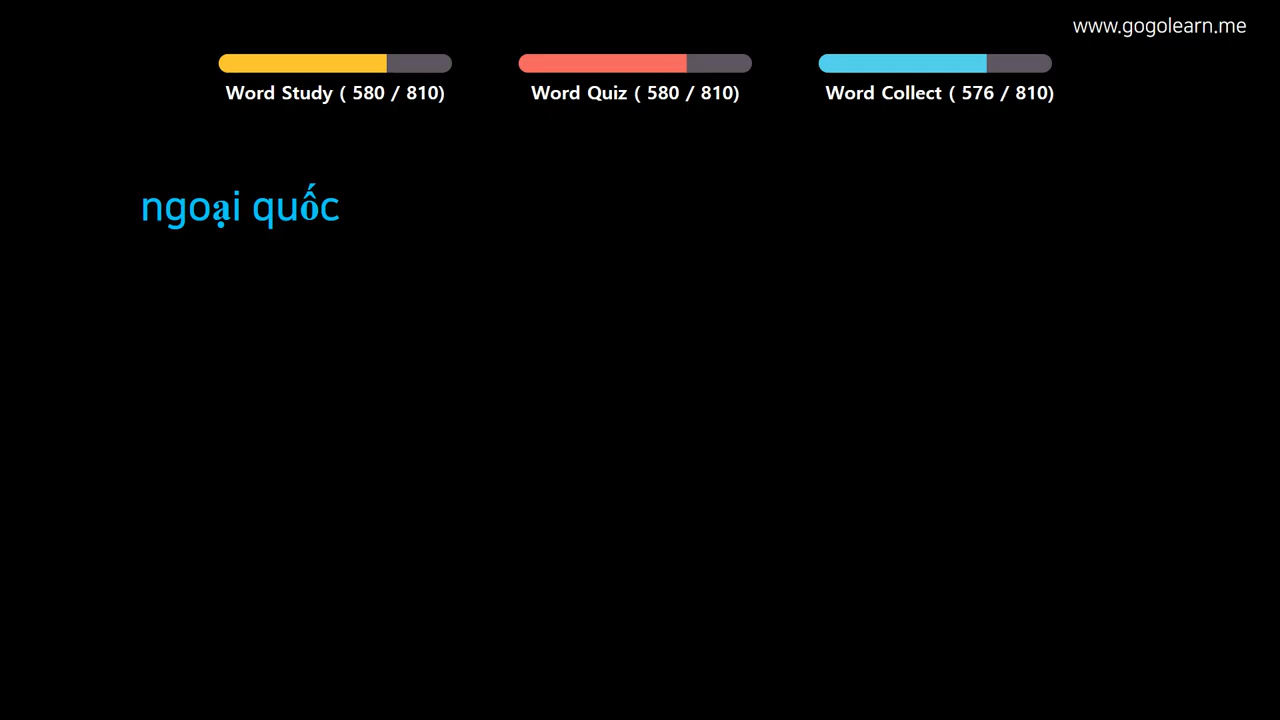 www.gogolearn.me
Word Study ( 580 / 810)
Word Quiz ( 580 / 810)
Word Collect ( 576 / 810)
ngoại quốc